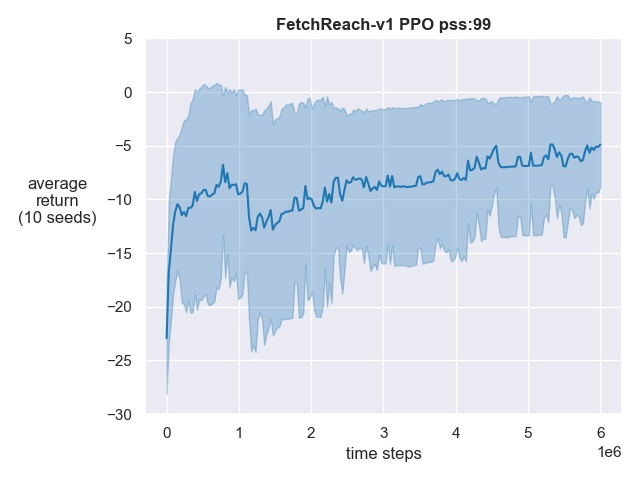 FetchReach-v1 PPO pss:99
5
0
−5
−10
−15
−20
−25
−30
average
return
(10 seeds)
0 1 2 3 4 5 6
time steps
1e6